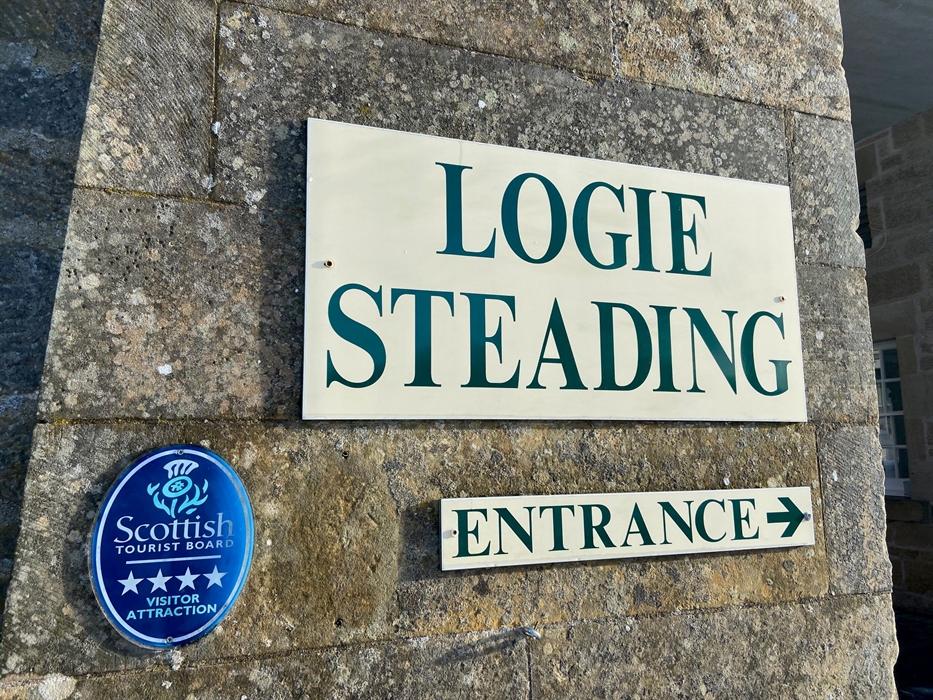 LOGIE
STEADING
ENTRANCE →
Scottish
TOURIST BOARD
★★★★
VISITOR
ATTRACTION